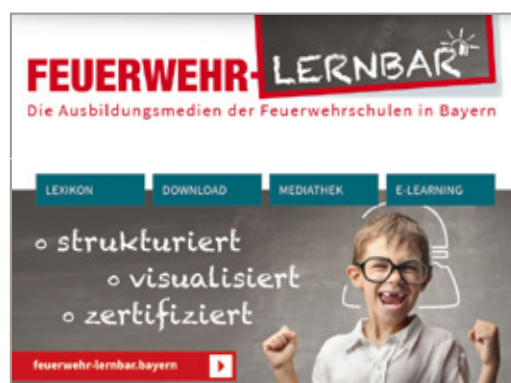 FEUERWEHR-LERNBAR
Die Ausbildungsmedien der Feuerwehrschulen in Bayern
LEXIKON DOWNLOAD MEDIATHEK E-LEARNING
strukturiert
visualisiert
zertifiziert
feuerwehr-lernbar.bayern